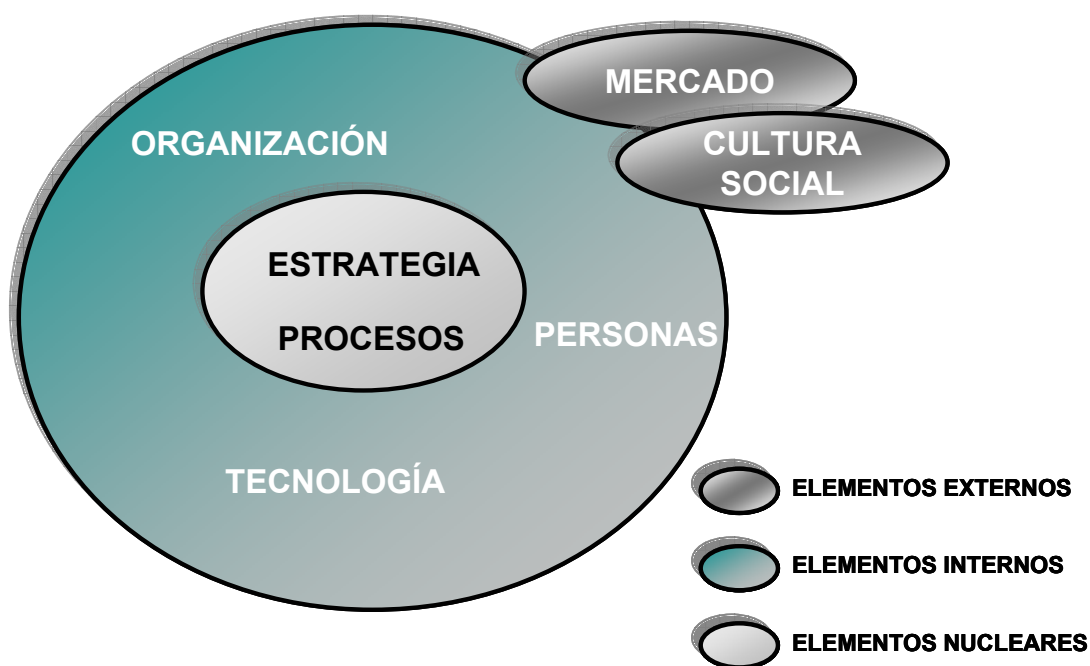 MERCADO
ORGANIZACIÓN
CULTURA
SOCIAL
ESTRATEGIA
PROCESOS
PERSONAS
TECNOLOGÍA
ELEMENTOS EXTERNOS
ELEMENTOS INTERNOS
ELEMENTOS NUCLEARES